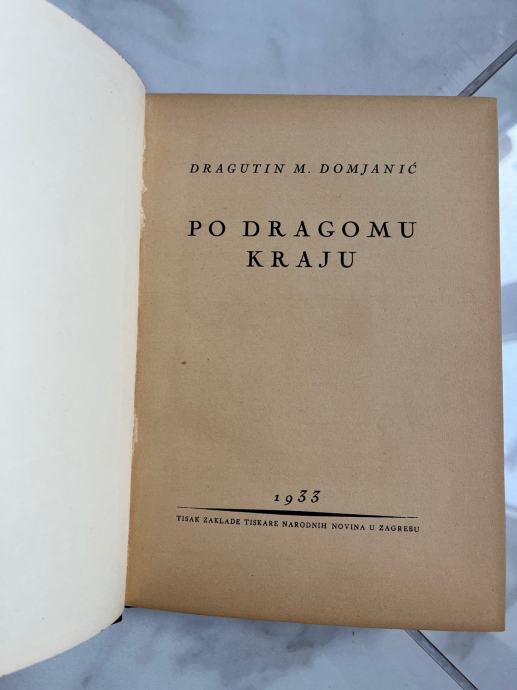 DRAGUTIN M. DOMJANIĆ
PO DRAGOMU
KRAJU
1933
TISAK ZAKLADE TISKARE NARODNIH NOVINA U ZAGREBU